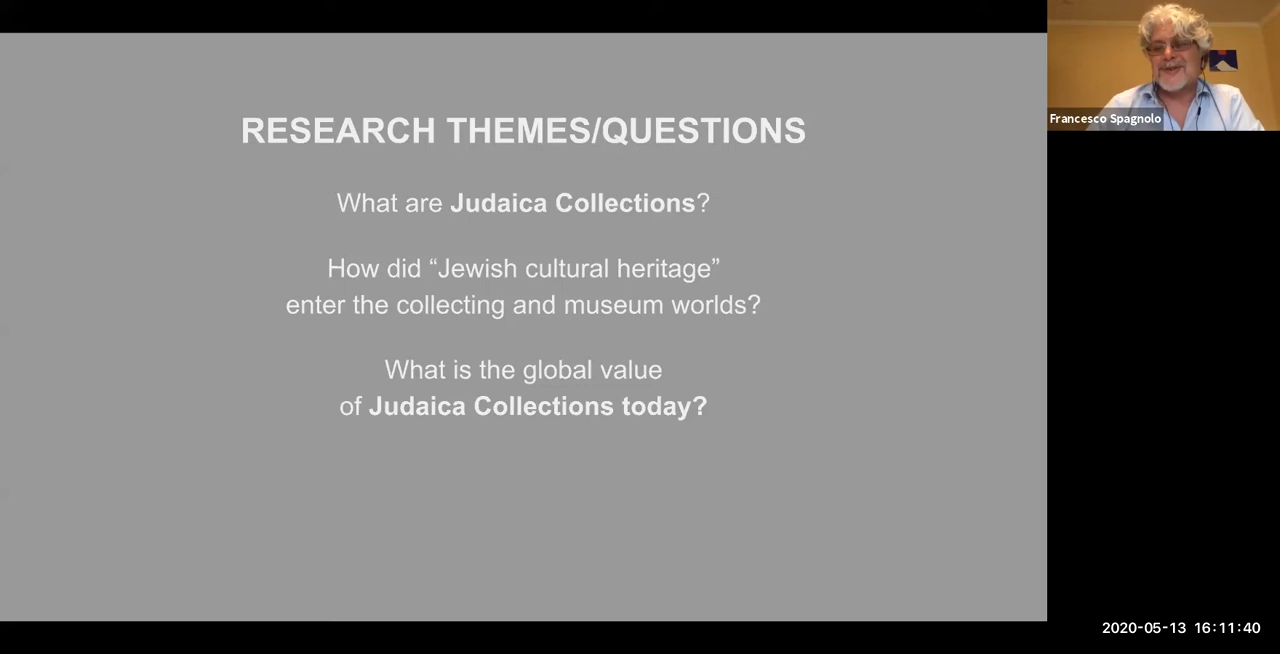 RESEARCH THEMES/QUESTIONS
What are Judaica Collections?
How did “Jewish cultural heritage”
enter the collecting and museum worlds?
What is the global value
of Judaica Collections today?
Francesco Spagnolo
2020-05-13 16:11:40